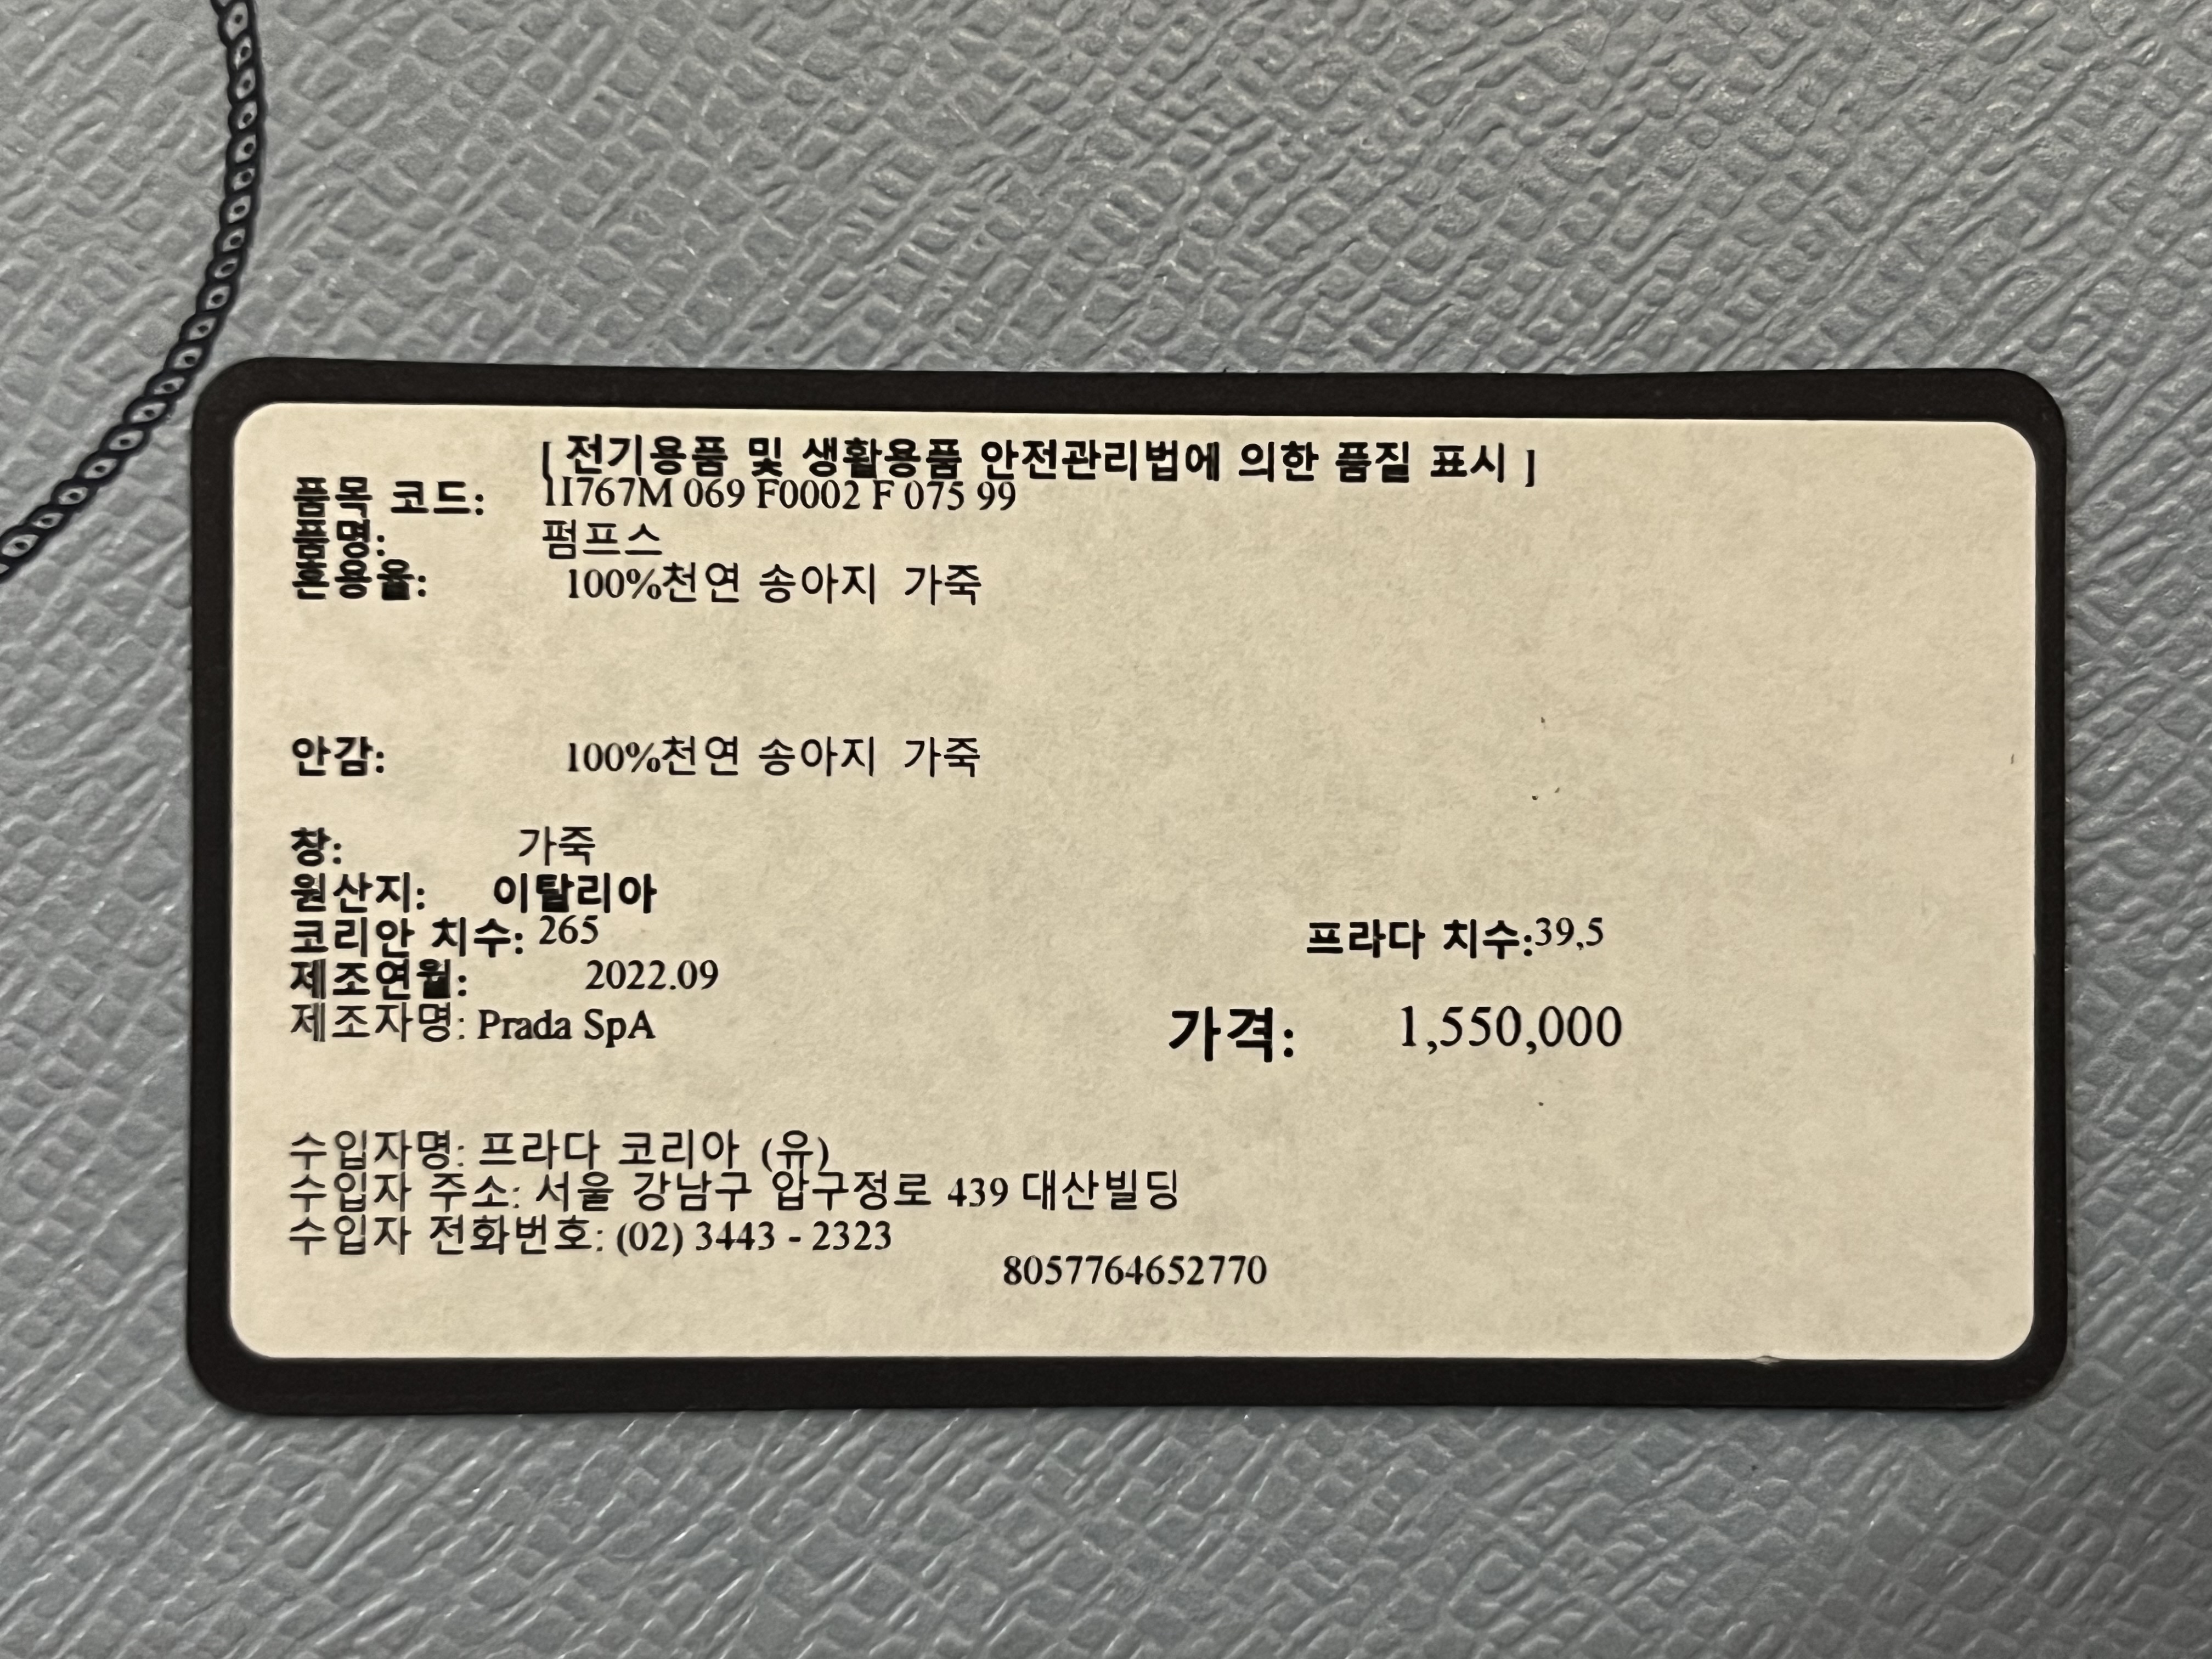 [ 전기용품 및 생활용품 안전관리법에 의한 품질 표시 ]
품목 코드: 1I767M 069 F0002 F 075 99
품명: 펌프스
혼용율: 100%천연 송아지 가죽
안감: 100%천연 송아지 가죽
창: 가죽
원산지: 이탈리아
코리안 치수: 265 프라다 치수:39,5
제조연월: 2022.09
제조자명: Prada SpA 가격: 1,550,000
수입자명: 프라다 코리아 (유)
수입자 주소: 서울 강남구 압구정로 439 대산빌딩
수입자 전화번호: (02) 3443 - 2323
8057764652770